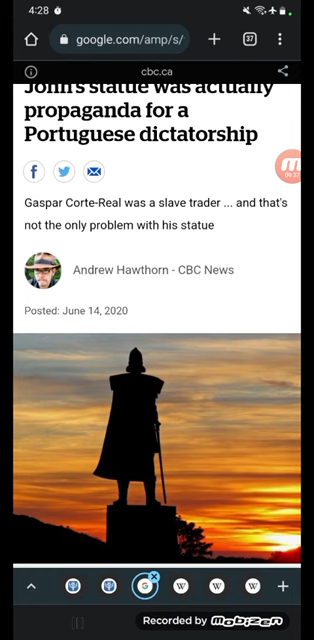 4:28
google.com/amp/s/
37
cbc.ca
John's statue was actually
propaganda for a
Portuguese dictatorship
Gaspar Corte-Real was a slave trader ... and that's
not the only problem with his statue
Andrew Hawthorn - CBC News
Posted: June 14, 2020
Recorded by mobizen